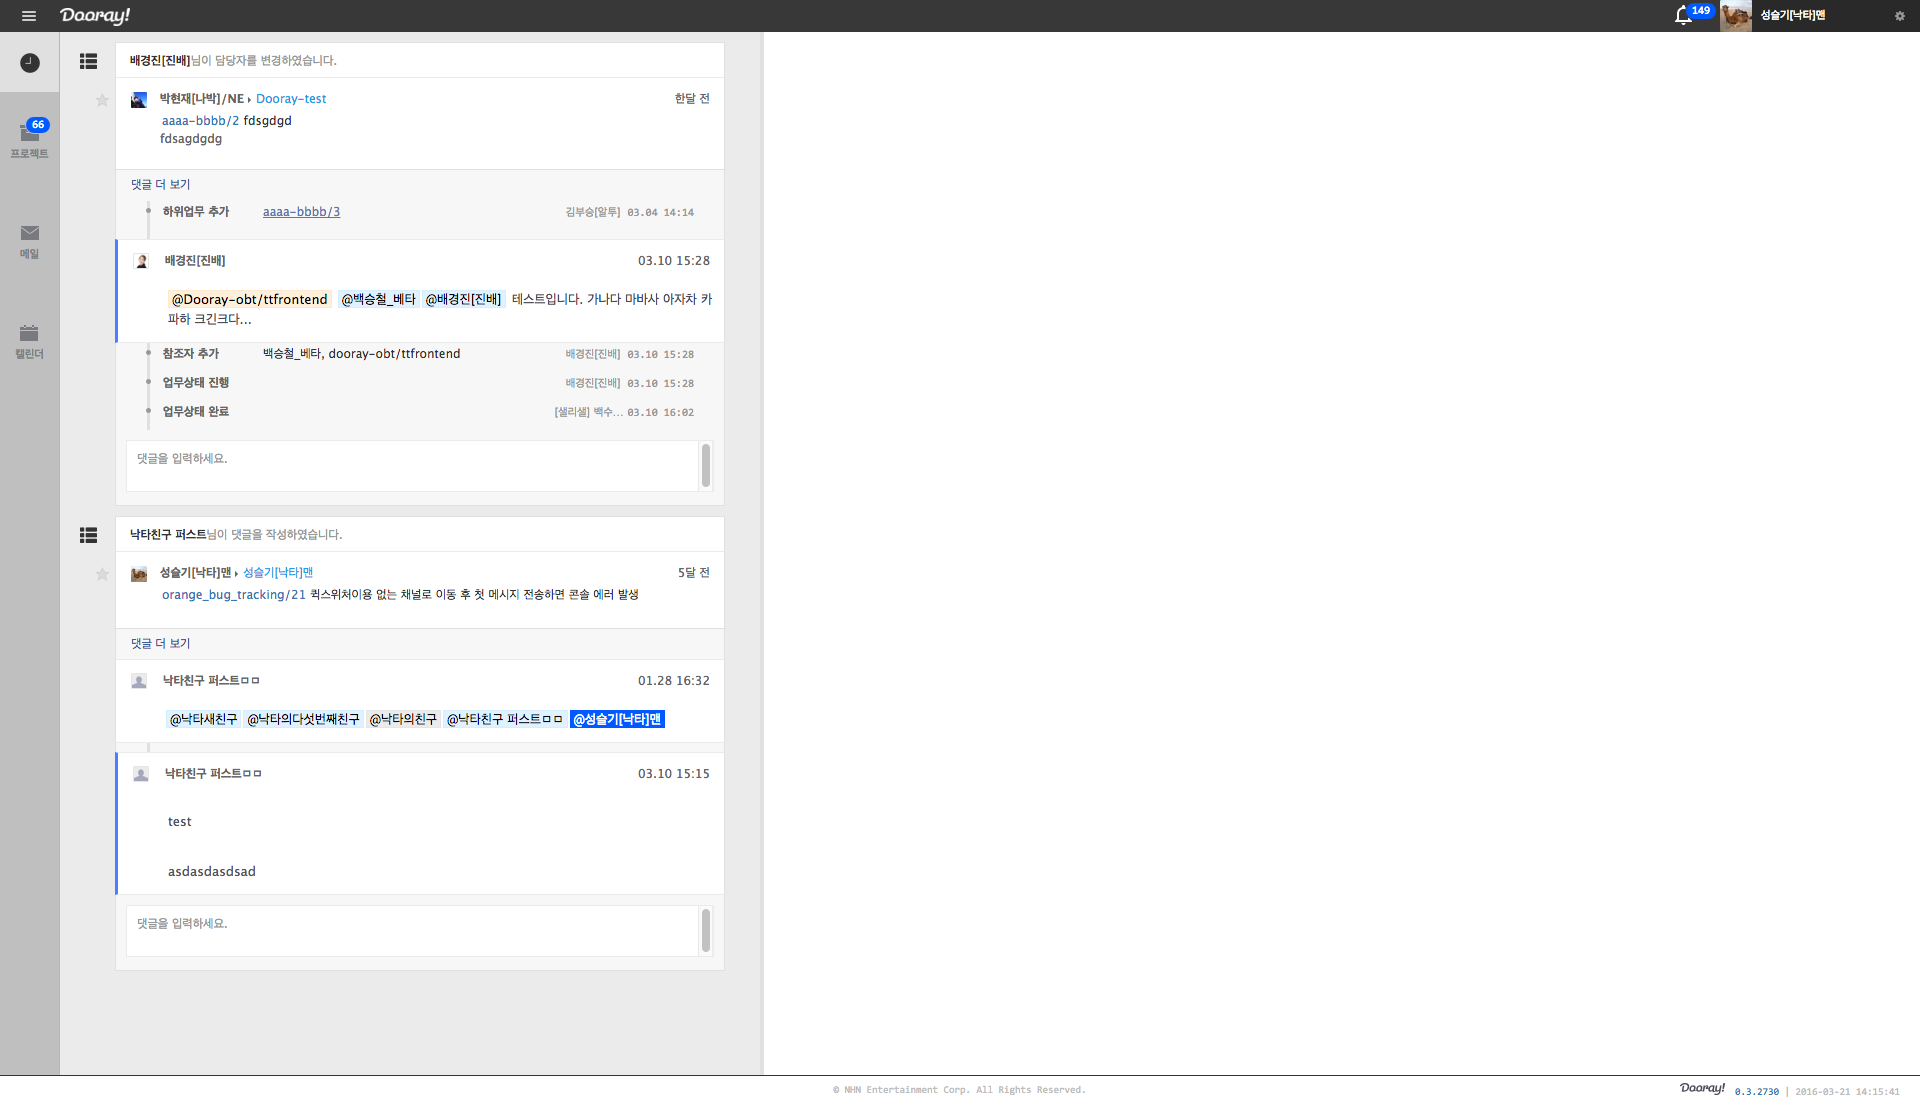 Dooray!
149
성슬기[낙타]맨
66
프로젝트
메일
캘린더
배경진[진배]님이 담당자를 변경하였습니다.
박현재[나박]/NE Dooray-test 한달 전
aaaa-bbbb/2 fdsgdgd
fdsagdgdg
댓글 더 보기
하위업무 추가 aaaa-bbbb/3 김부승[알투] 03.04 14:14
배경진[진배] 03.10 15:28
@Dooray-obt/ttfrontend @백승철_베타 @배경진[진배] 테스트입니다. 가나다 마바사 아자차 카
파하 크긴크다...
참조자 추가 백승철_베타, dooray-obt/ttfrontend 배경진[진배] 03.10 15:28
업무상태 진행 배경진[진배] 03.10 15:28
업무상태 완료 [샐리샐] 백수... 03.10 16:02
댓글을 입력하세요.
낙타친구 퍼스트님이 댓글을 작성하였습니다.
성슬기[낙타]맨 성슬기[낙타]맨 5달 전
orange_bug_tracking/21 퀵스위처이용 없는 채널로 이동 후 첫 메시지 전송하면 콘솔 에러 발생
댓글 더 보기
낙타친구 퍼스트ㅁㅁ 01.28 16:32
@낙타새친구 @낙타의다섯번째친구 @낙타의친구 @낙타친구 퍼스트ㅁㅁ @성슬기[낙타]맨
낙타친구 퍼스트ㅁㅁ 03.10 15:15
test
asdasdasdsad
댓글을 입력하세요.
© NHN Entertainment Corp. All Rights Reserved.
Dooray! 0.3.2730 | 2016-03-21 14:15:41